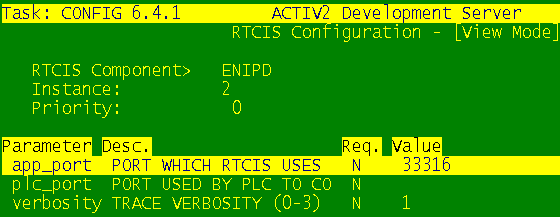 Task: CONFIG 6.4.1 ACTIV2 Development Server
RTCIS Configuration - [View Mode]
RTCIS Component> ENIPD
Instance: 2
Priority: 0
Parameter Desc. Req. Value
app_port PORT WHICH RTCIS USES N 33316
plc_port PORT USED BY PLC TO CO N
verbosity TRACE VERBOSITY (0-3) N 1